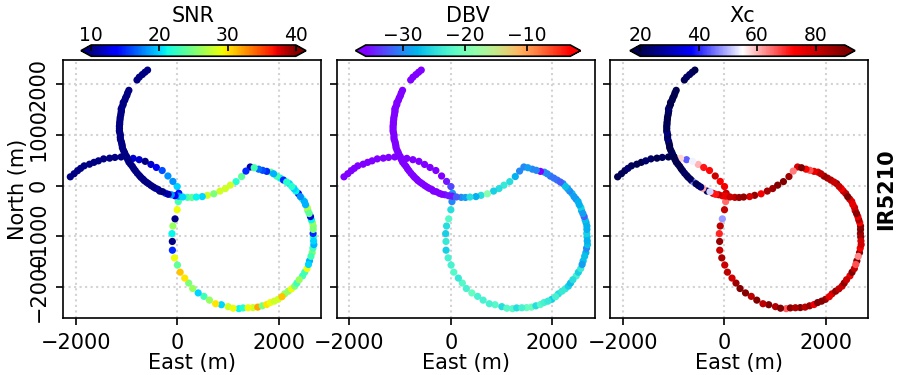 SNR DBV Xc
10 20 30 40 −30 −20 −10 20 40 60 80
2000
1000
0
−1000
−2000
North (m)
−2000 0 2000 −2000 0 2000 −2000 0 2000
East (m) East (m) East (m)
IR5210